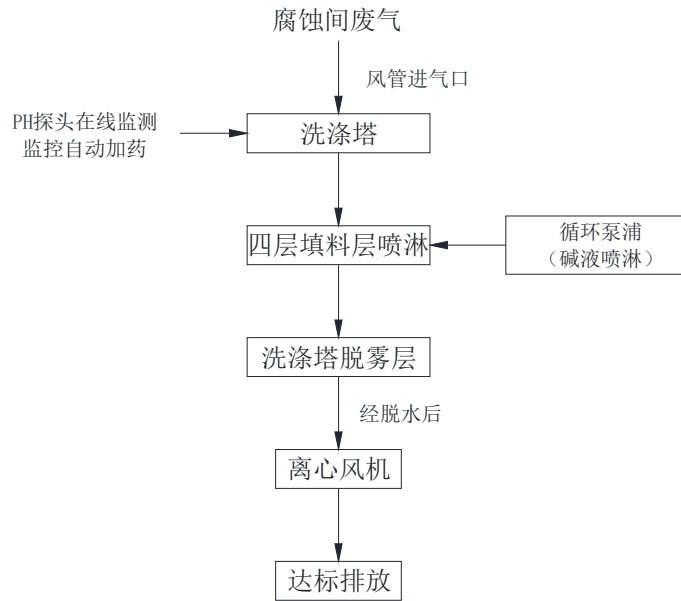 腐蚀间废气
风管进气口
PH探头在线监测
监控自动加药
洗涤塔
四层填料层喷淋
循环泵浦
（碱液喷淋）
洗涤塔脱雾层
经脱水后
离心风机
达标排放